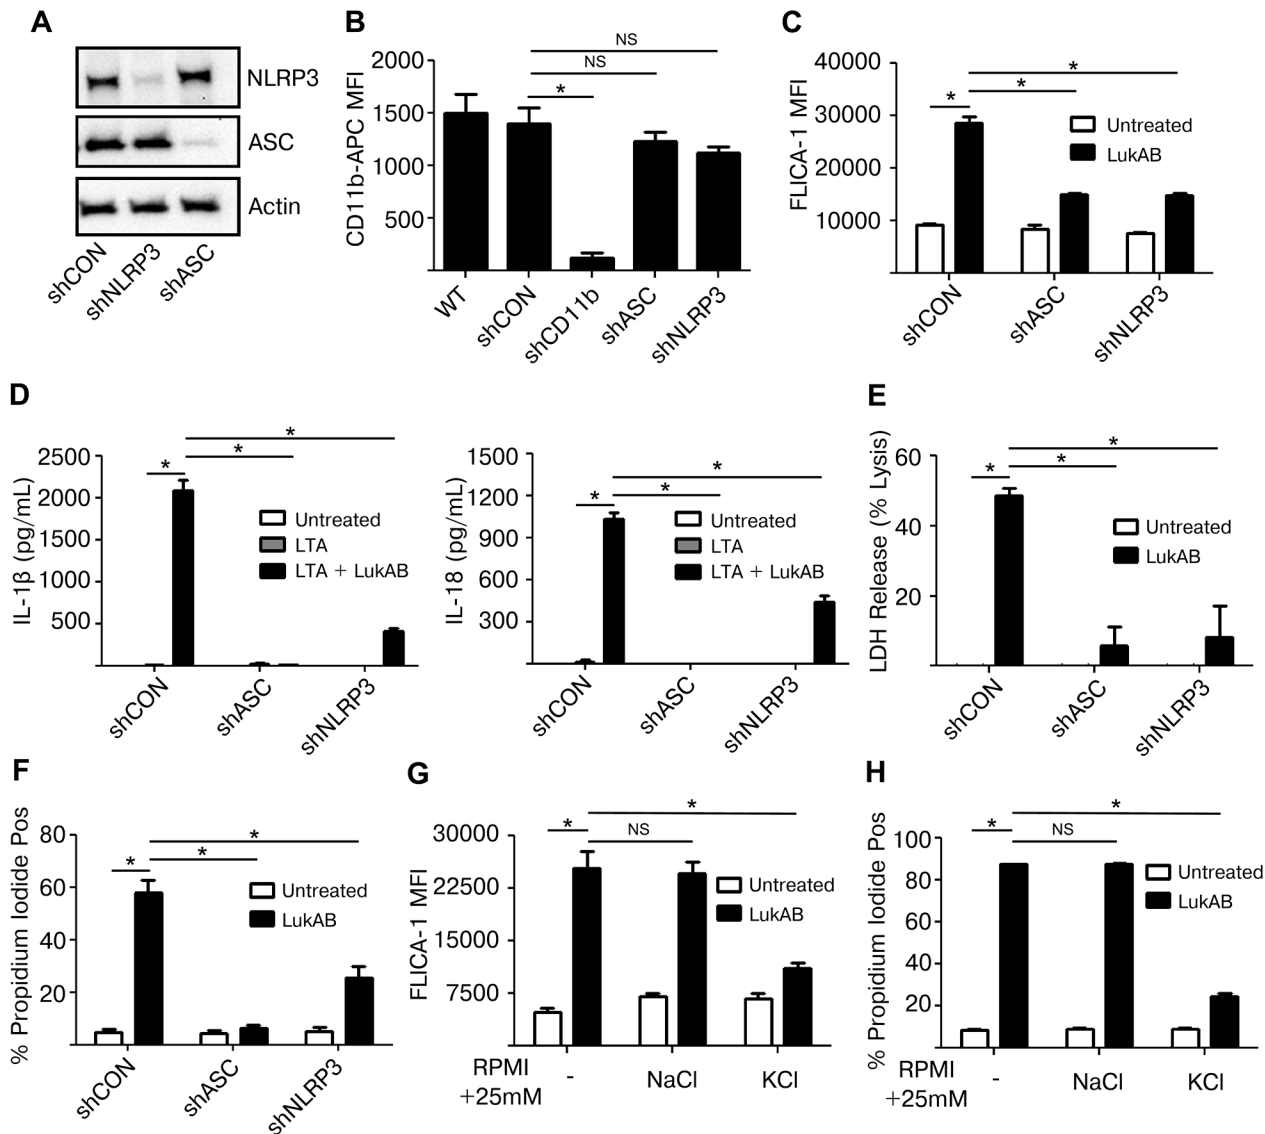 A
NLRP3
ASC
Actin
shCON
shNLRP3
shASC
B
CD11b-APC MFI
2000
1500
1000
500
NS
NS
*
WT
shCON
shCD11b
shASC
shNLRP3
C
FLICA-1 MFI
40000
30000
20000
10000
*
*
*
Untreated
LukAB
shCON
shASC
shNLRP3
D
IL-1β (pg/mL)
2500
2000
1500
1000
500
*
*
*
Untreated
LTA
LTA + LukAB
shCON
shASC
shNLRP3
IL-18 (pg/mL)
1500
1200
900
600
300
*
*
*
Untreated
LTA
LTA + LukAB
shCON
shASC
shNLRP3
E
LDH Release (% Lysis)
60
40
20
*
*
*
Untreated
LukAB
shCON
shASC
shNLRP3
F
% Propidium Iodide Pos
80
60
40
20
*
*
*
Untreated
LukAB
shCON
shASC
shNLRP3
G
FLICA-1 MFI
30000
22500
15000
7500
*
*
NS
Untreated
LukAB
RPMI
+25mM
-
NaCl
KCl
H
% Propidium Iodide Pos
100
80
60
40
20
*
*
NS
Untreated
LukAB
RPMI
+25mM
-
NaCl
KCl